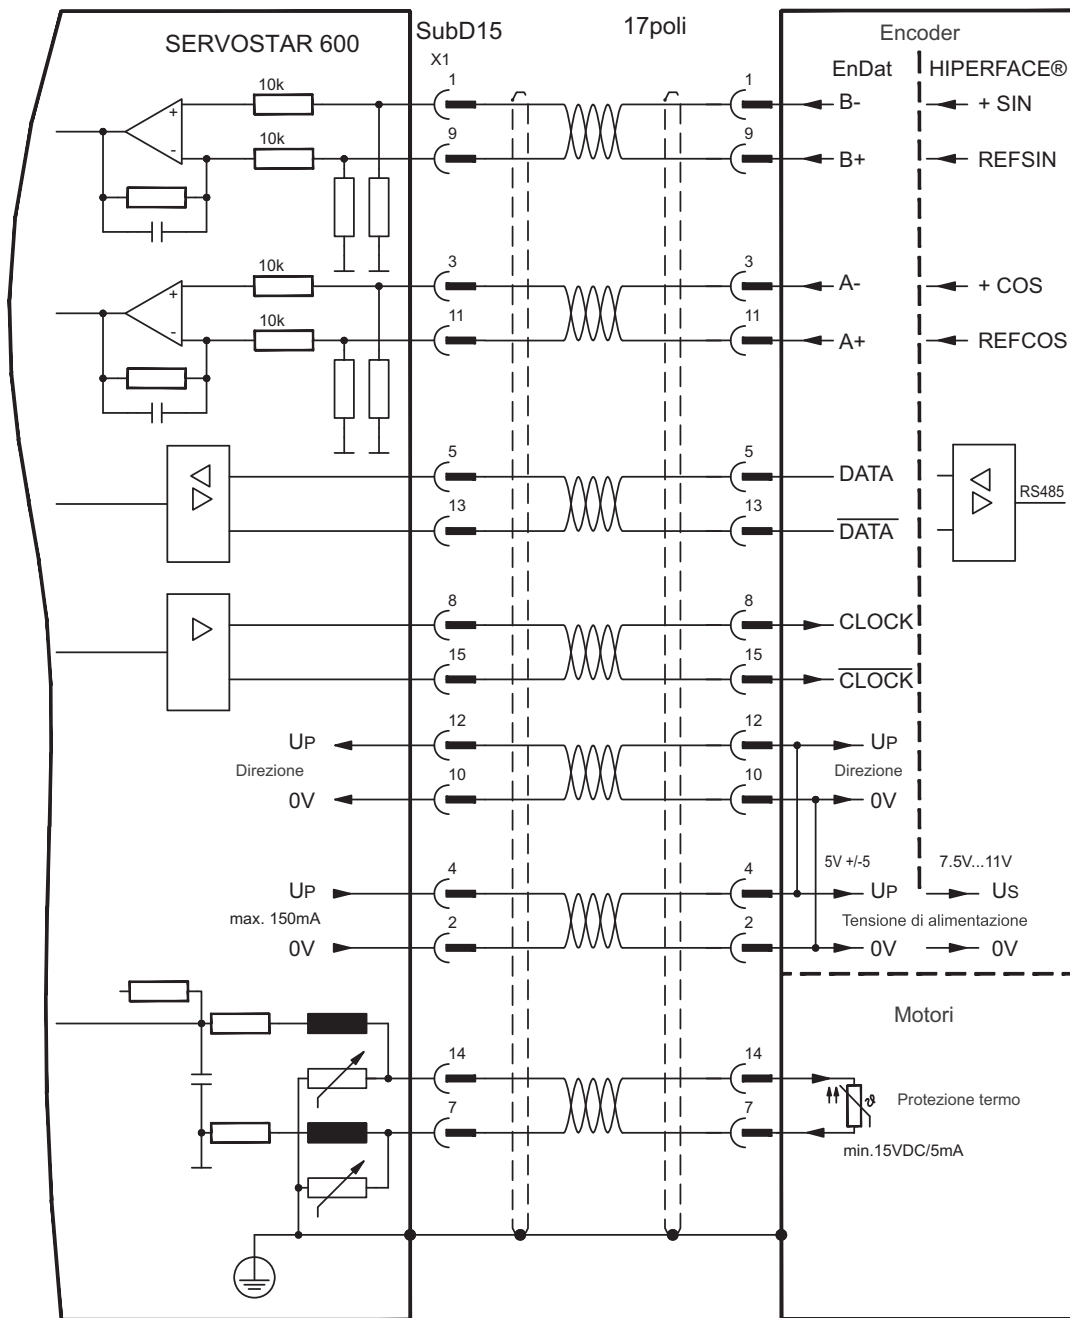 SERVOSTAR 600
SubD15
17poli
Encoder
X1
EnDat
HIPERFACE®
10k
1
1
B-
+ SIN
10k
9
9
B+
REFSIN
+
-
10k
3
3
A-
+ COS
10k
11
11
A+
REFCOS
+
-
5
5
DATA
RS485
13
13
DATA
8
8
CLOCK
15
15
CLOCK
UP
12
12
UP
Direzione
Direzione
0V
10
10
0V
5V +/-5
7.5V...11V
UP
4
4
UP
US
max. 150mA
Tensione di alimentazione
0V
2
2
0V
0V
Motori
14
14
7
7
ϑ
Protezione termo
min.15VDC/5mA